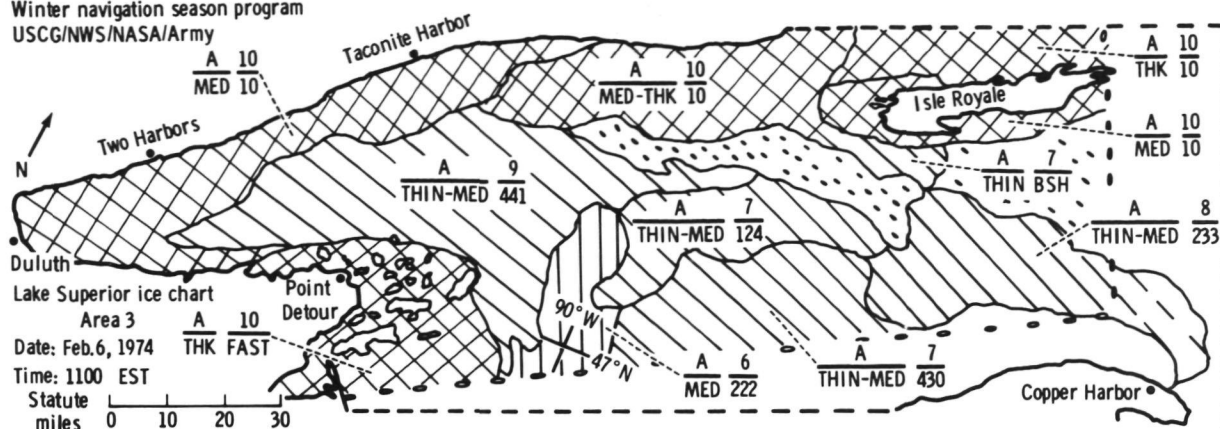 Winter navigation season program
USCG/NWS/NASA/Army
A 10
MED 10
Taconite Harbor
Two Harbors
N
Duluth
A 10
MED-THK 10
A 10
THK 10
Isle Royale
A 10
MED 10
A 9
THIN-MED 441
A 7
THIN-MED 124
A 7
THIN BSH
A 8
THIN-MED 233
Point
Detour
Lake Superior ice chart
Area 3
Date: Feb. 6, 1974
Time: 1100 EST
A 10
THK FAST
90°W
47°N
A 6
MED 222
A 7
THIN-MED 430
Copper Harbor
Statute
miles 0 10 20 30